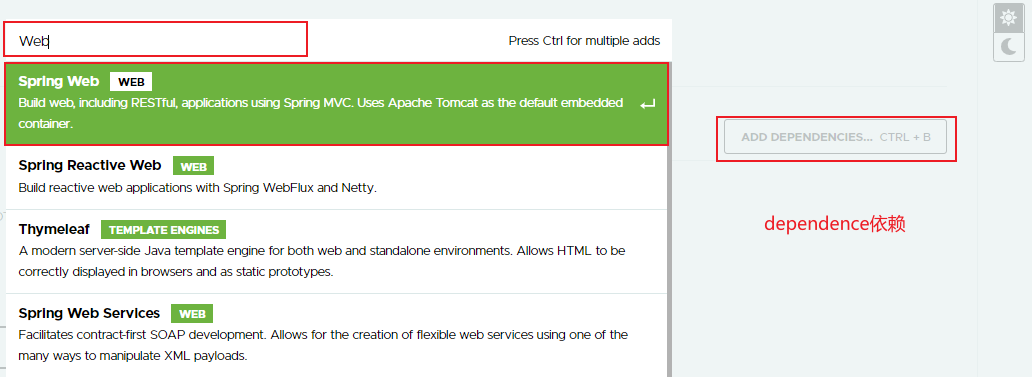 Web
Press Ctrl for multiple adds
Spring Web WEB
Build web, including RESTful, applications using Spring MVC. Uses Apache Tomcat as the default embedded
container.
ADD DEPENDENCIES... CTRL + B
Spring Reactive Web WEB
Build reactive web applications with Spring WebFlux and Netty.
dependence依赖
Thymeleaf TEMPLATE ENGINES
A modern server-side Java template engine for both web and standalone environments. Allows HTML to be
correctly displayed in browsers and as static prototypes.
Spring Web Services WEB
Facilitates contract-first SOAP development. Allows for the creation of flexible web services using one of the
many ways to manipulate XML payloads.